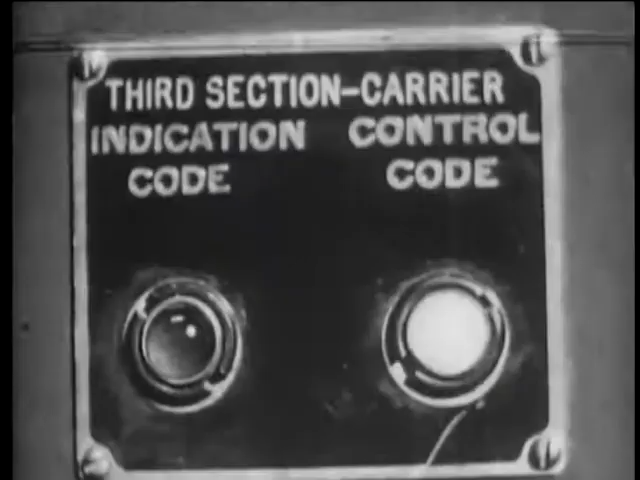 THIRD SECTION-CARRIER
INDICATION CONTROL
CODE CODE